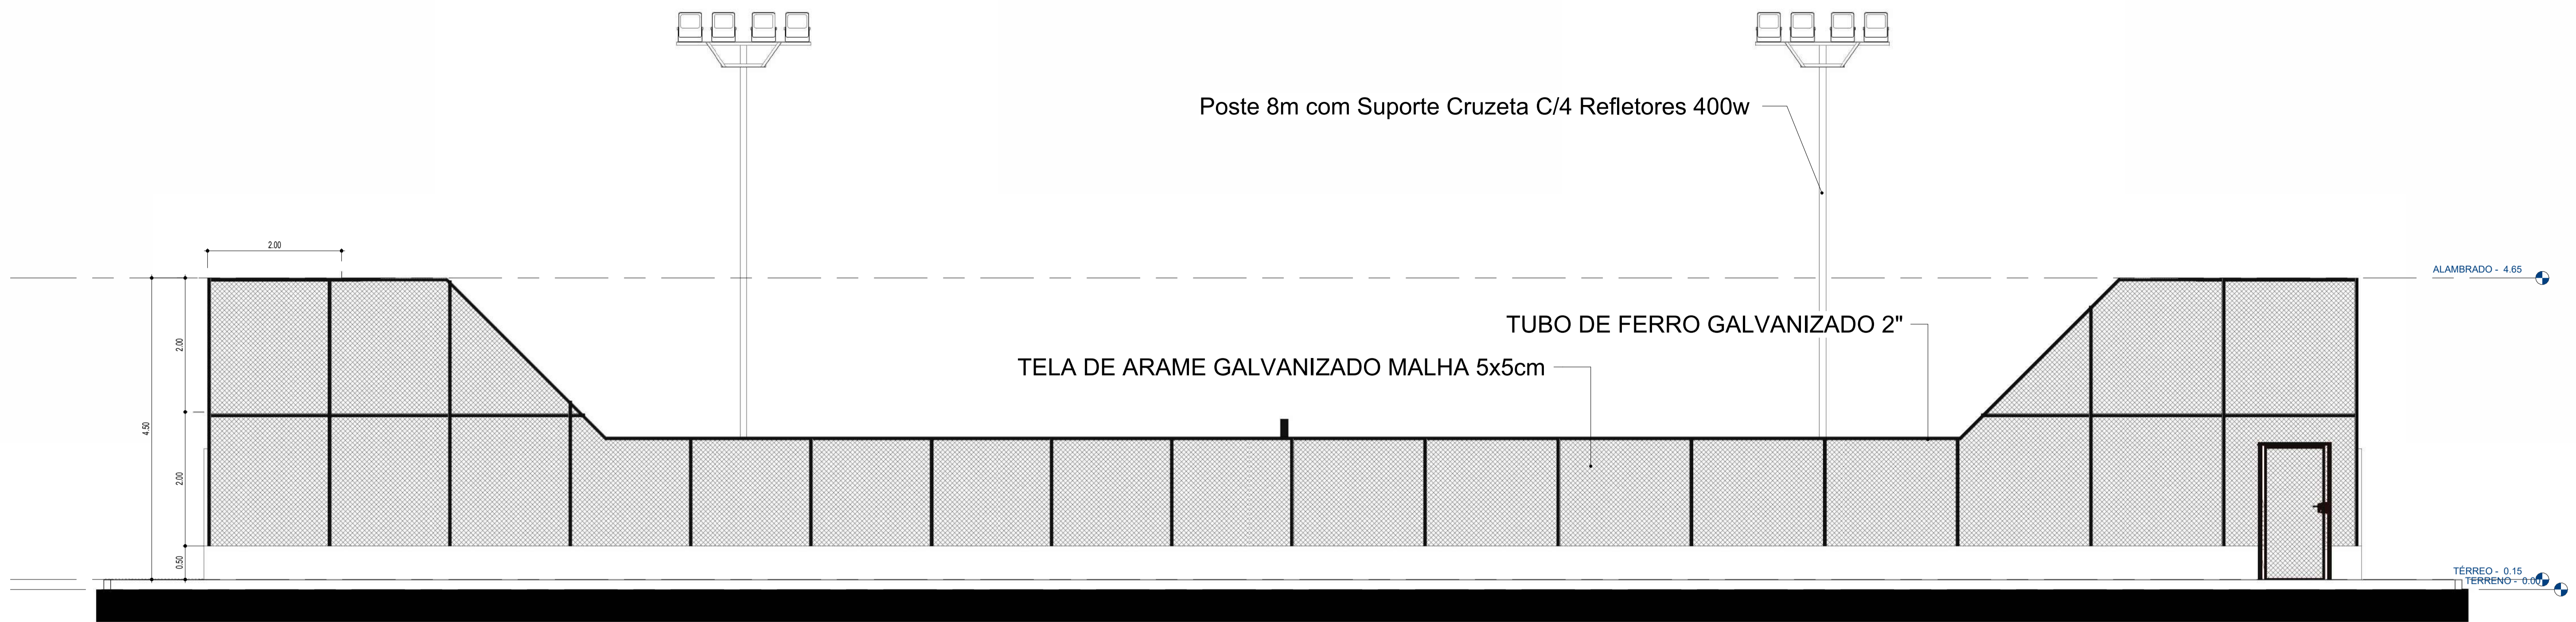 Poste 8m com Suporte Cruzeta C/4 Refletores 400w
2.00
ALAMBRADO - 4.65
TUBO DE FERRO GALVANIZADO 2"
2.00
TELA DE ARAME GALVANIZADO MALHA 5x5cm
4.50
2.00
0.50
TÉRREO - 0.15
TERRENO - 0.00